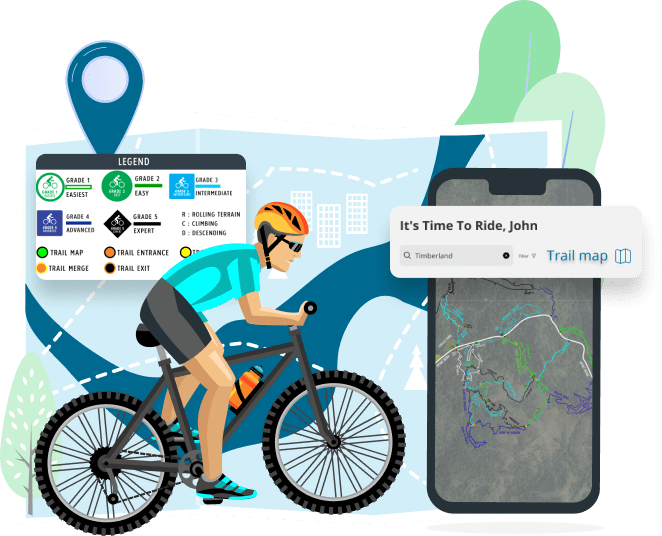 LEGEND
GRADE 1
EASIEST
GRADE 2
EASY
GRADE 3
INTERMEDIATE
GRADE 4
ADVANCED
GRADE 5
EXPERT
R : ROLLING TERRAIN
C : CLIMBING
D : DESCENDING
TRAIL MAP
TRAIL ENTRANCE
TRAIL MERGE
TRAIL EXIT
It's Time To Ride, John
Timberland
Filter
Trail map